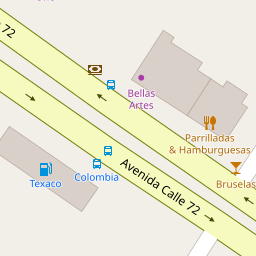 72
Bellas
Artes
Parrilladas
& Hamburguesas
Avenida Calle 72
Texaco
Colombia
Bruselas